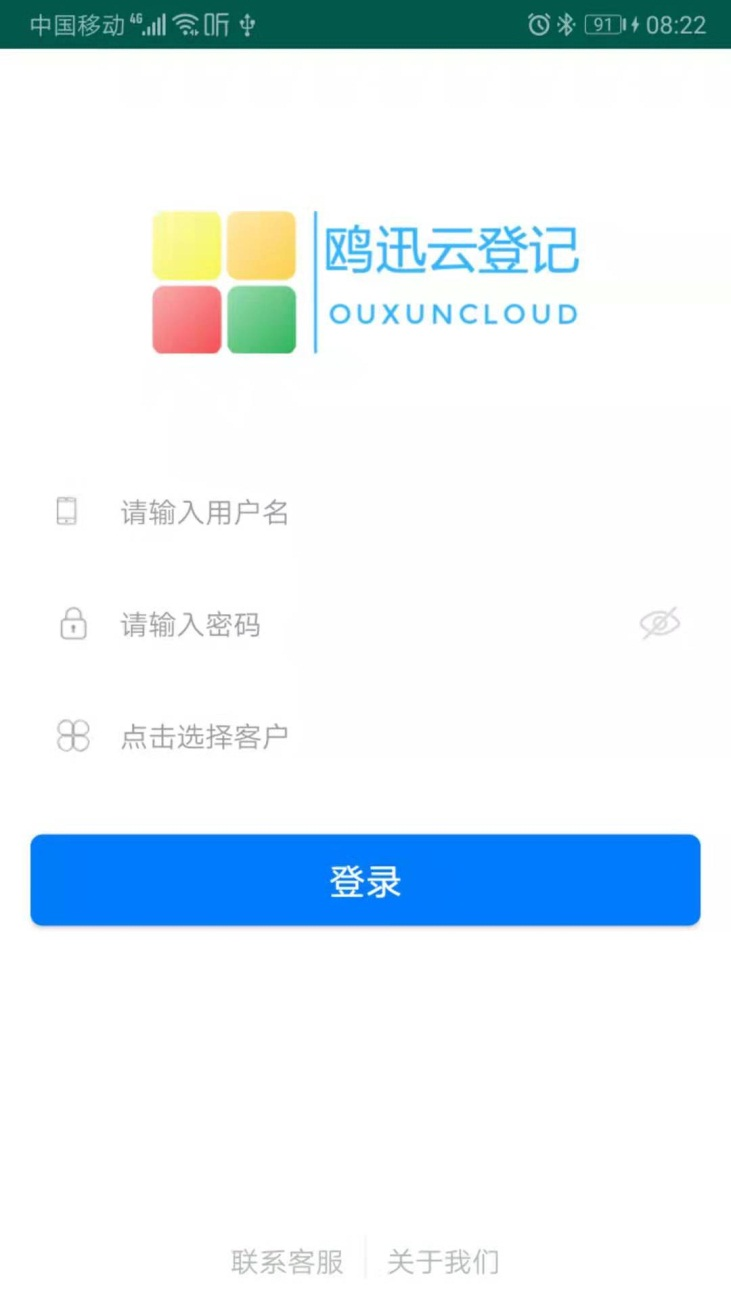 中国移动 4G 听 91 08:22
鸥迅云登记
OUXUNCLOUD
请输入用户名
请输入密码
点击选择客户
登录
联系客服 关于我们